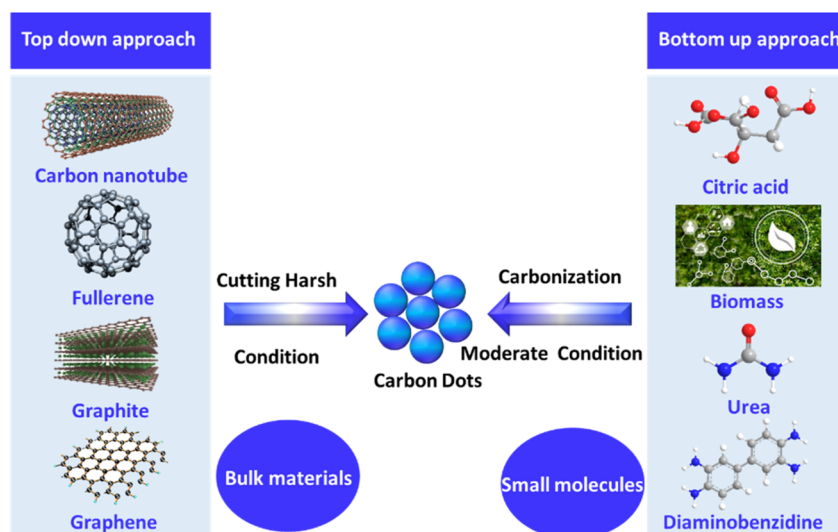 Top down approach
Carbon nanotube
Fullerene
Graphite
Graphene
Cutting Harsh
Condition
Bulk materials
Carbon Dots
Carbonization
Moderate Condition
Small molecules
Bottom up approach
Citric acid
Biomass
Urea
Diaminobenzidine